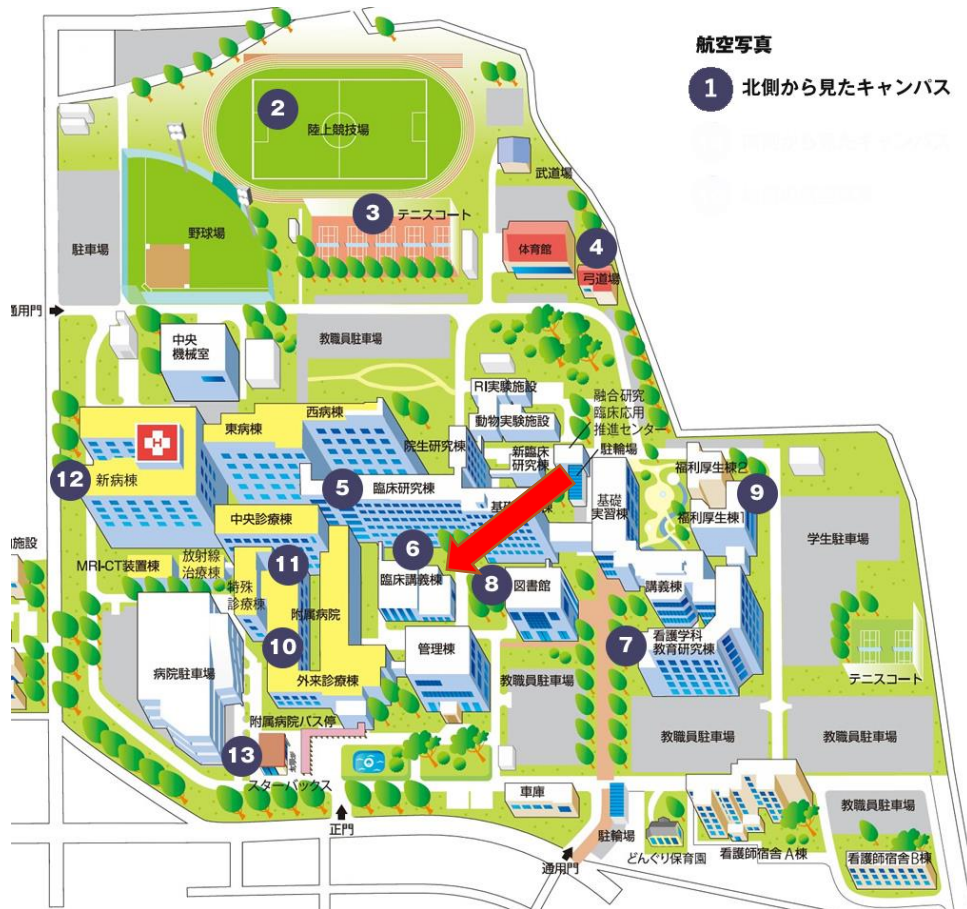 航空写真
1 北側から見たキャンパス
2
陸上競技場
武道場
3 テニスコート
体育館
4
弓道場
駐車場
野球場
通用門
中央
機械室
教職員駐車場
RI実験施設
動物実験施設
融合研究
臨床応用
推進センター
駐輪場
新臨床
研究棟
院生研究棟
西病棟
東病棟
12 新病棟
5 臨床研究棟
基礎
実習棟
福利厚生棟2
9
福利厚生棟1
学生駐車場
中央診療棟
6
臨床講義棟
8 図書館
講義棟
MRI-CT装置棟
放射線
治療棟
特殊
診療棟
11
附属病院
10
外来診療棟
管理棟
7 看護学科
教育研究棟
テニスコート
病院駐車場
教職員駐車場
教職員駐車場
教職員駐車場
附属病院バス停
13
スターバックス
正門
車庫
駐輪場
通用門
どんぐり保育園
看護師宿舎A棟
教職員駐車場
看護師宿舎B棟